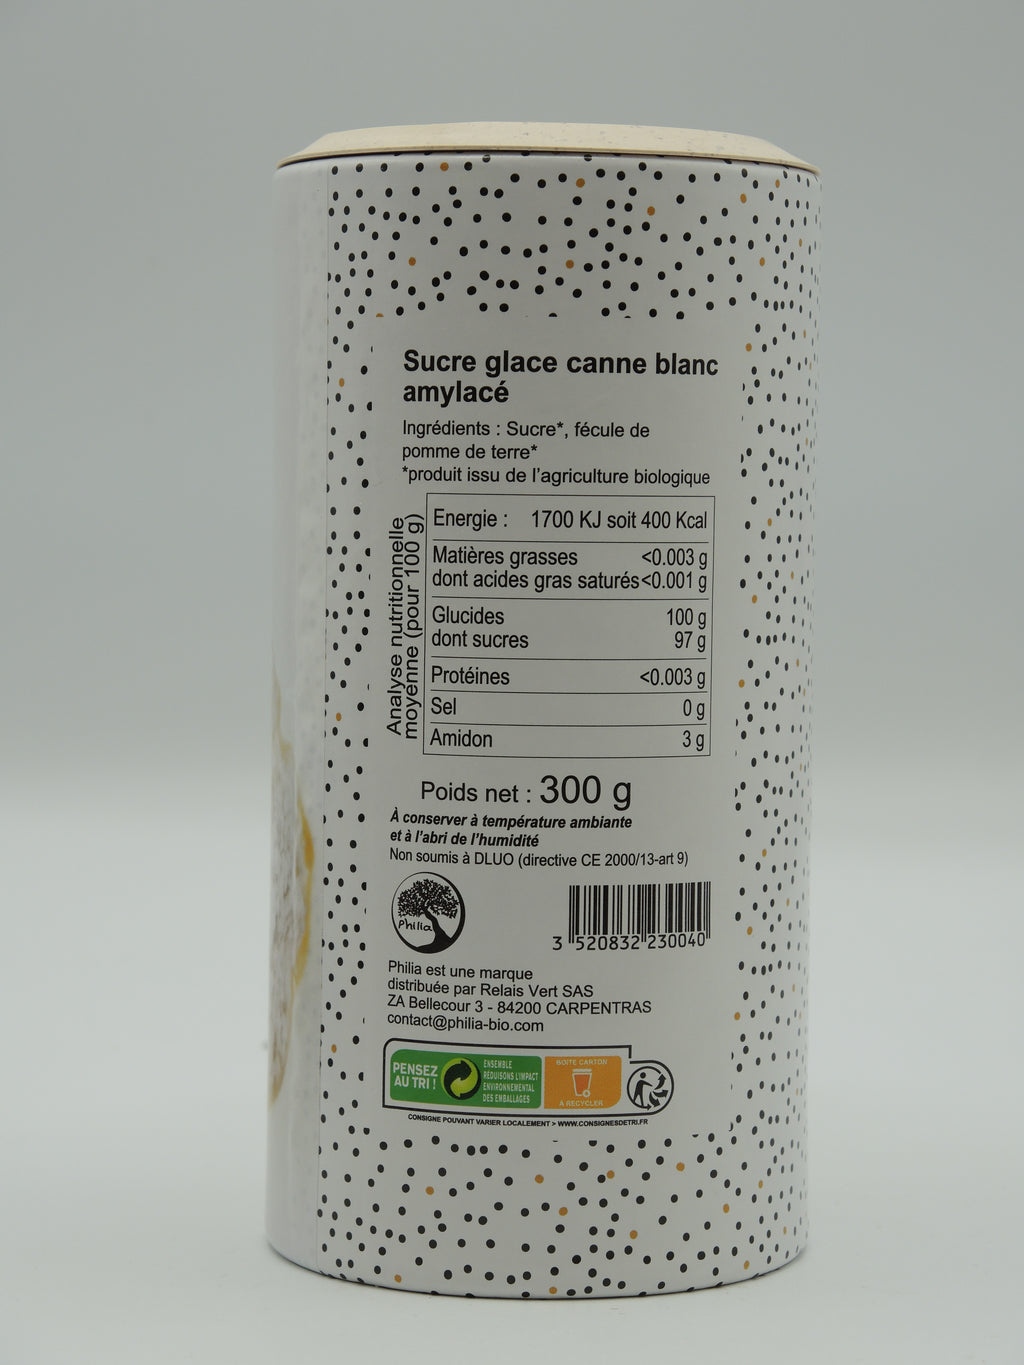 Sucre glace canne blanc
amylacé
Ingrédients : Sucre*, fécule de
pomme de terre*
*produit issu de l'agriculture biologique
Analyse nutritionnelle
moyenne (pour 100 g)
Energie : 1700 KJ soit 400 Kcal
Matières grasses <0.003 g
dont acides gras saturés <0.001 g
Glucides 100 g
dont sucres 97 g
Protéines <0.003 g
Sel 0 g
Amidon 3 g
Poids net : 300 g
À conserver à température ambiante
et à l'abri de l'humidité
Non soumis à DLUO (directive CE 2000/13-art 9)
Philia
3 520832 230040
Philia est une marque
distribuée par Relais Vert SAS
ZA Bellecour 3 - 84200 CARPENTRAS
contact@philia-bio.com
PENSEZ
AU TRI !
ENSEMBLE
RÉDUISONS L'IMPACT
ENVIRONNEMENTAL
DES EMBALLAGES
BOITE CARTON
A RECYCLER
CONSIGNE POUVANT VARIER LOCALEMENT > WWW.CONSIGNESDETRI.FR